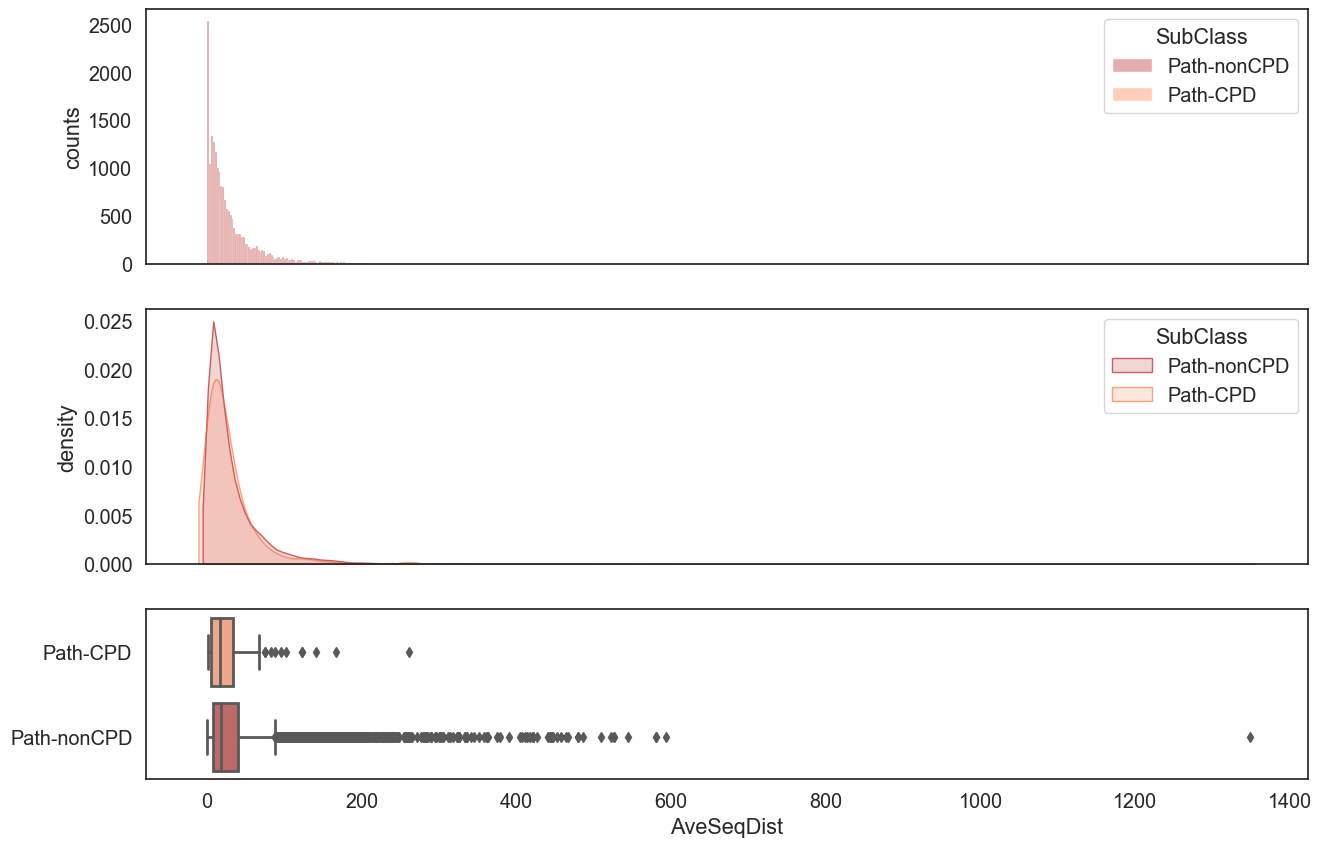 2500
2000
1500
1000
500
0
counts
SubClass
Path-nonCPD
Path-CPD
0.025
0.020
0.015
0.010
0.005
0.000
density
SubClass
Path-nonCPD
Path-CPD
Path-CPD
Path-nonCPD
0 200 400 600 800 1000 1200 1400
AveSeqDist